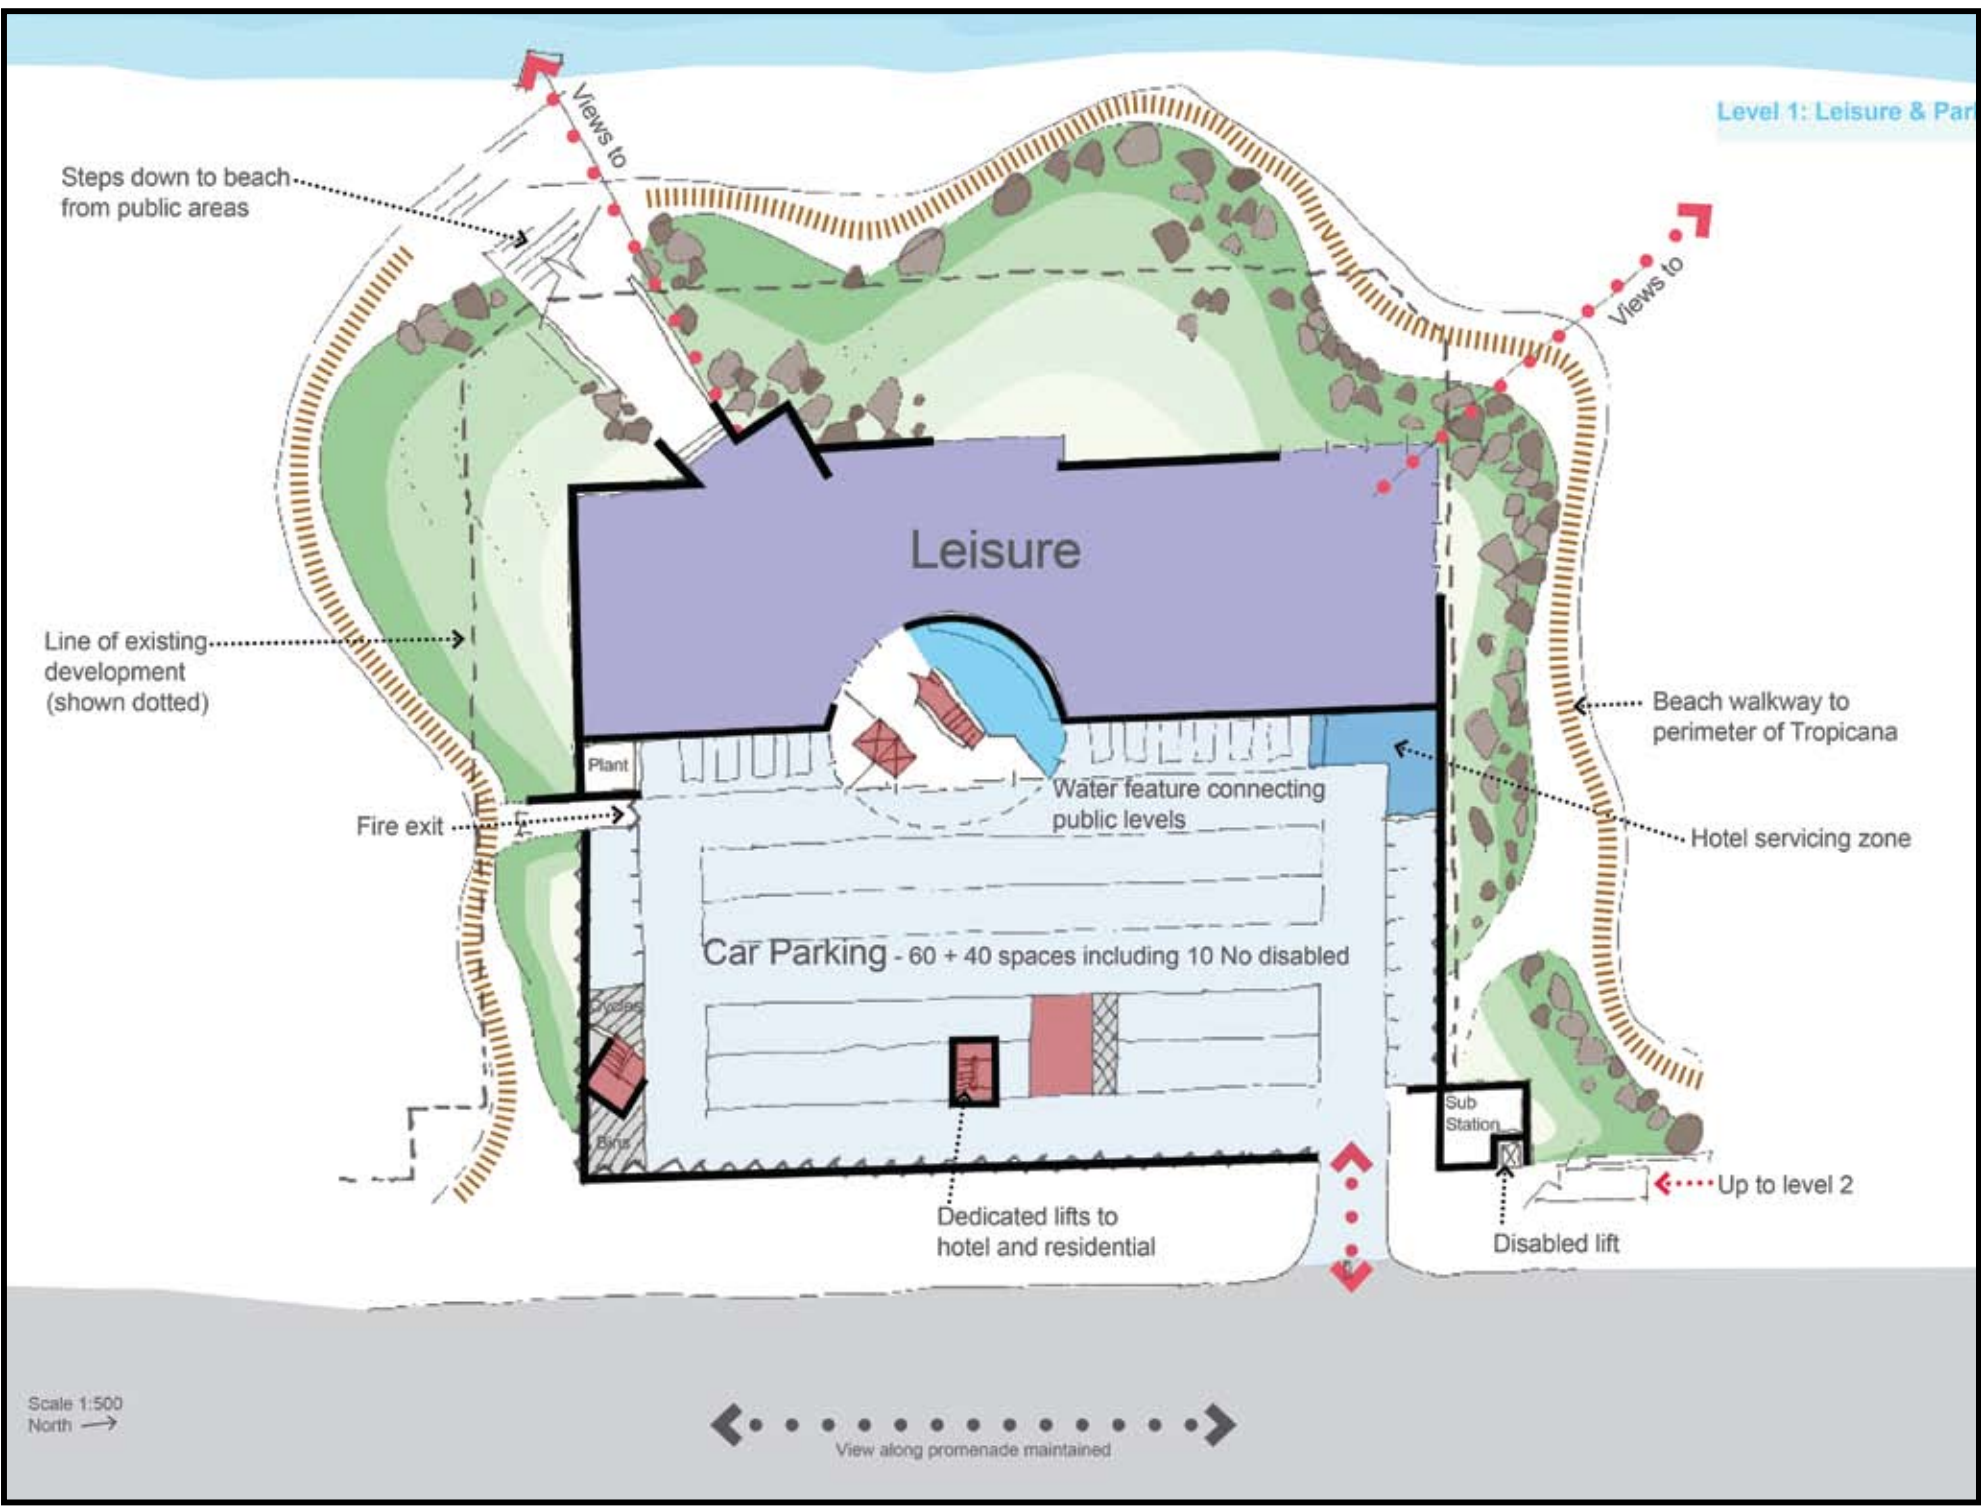 Level 1: Leisure & Par
Views to
Steps down to beach
from public areas
Views to
Leisure
Line of existing
development
(shown dotted)
Beach walkway to
perimeter of Tropicana
Plant
Water feature connecting
public levels
Fire exit
Hotel servicing zone
Car Parking - 60 + 40 spaces including 10 No disabled
Cycles
Sub
Station
Bins
Up to level 2
Dedicated lifts to
hotel and residential
Disabled lift
Scale 1:500
North
View along promenade maintained